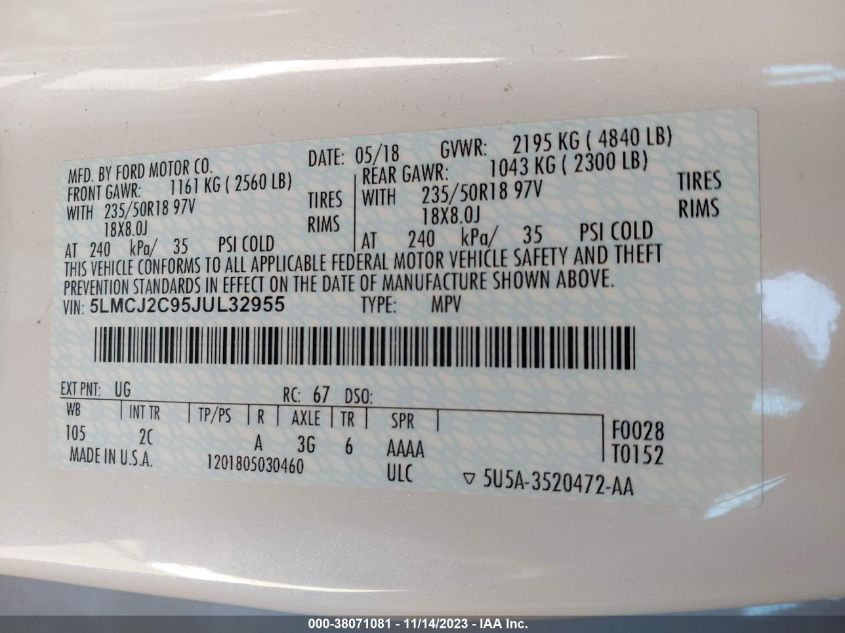 MFD. BY FORD MOTOR CO. DATE: 05/18 GVWR: 2195 KG ( 4840 LB)
FRONT GAWR: 1161 KG ( 2560 LB) REAR GAWR: 1043 KG ( 2300 LB)
WITH 235/50R18 97V TIRES WITH 235/50R18 97V TIRES
18X8.0J RIMS 18X8.0J RIMS
AT 240 kPa/ 35 PSI COLD AT 240 kPa/ 35 PSI COLD
THIS VEHICLE CONFORMS TO ALL APPLICABLE FEDERAL MOTOR VEHICLE SAFETY AND THEFT
PREVENTION STANDARDS IN EFFECT ON THE DATE OF MANUFACTURE SHOWN ABOVE.
VIN: 5LMCJ2C95JUL32955 TYPE: MPV
EXT PNT: UG RC: 67 DSO:
WB INT TR TP/PS R AXLE TR SPR F0028
105 2C A 3G 6 AAAA T0152
MADE IN U.S.A. 1201805030460 ULC ▽ 5U5A-3520472-AA
000-38071081 - 11/14/2023 - IAA Inc.